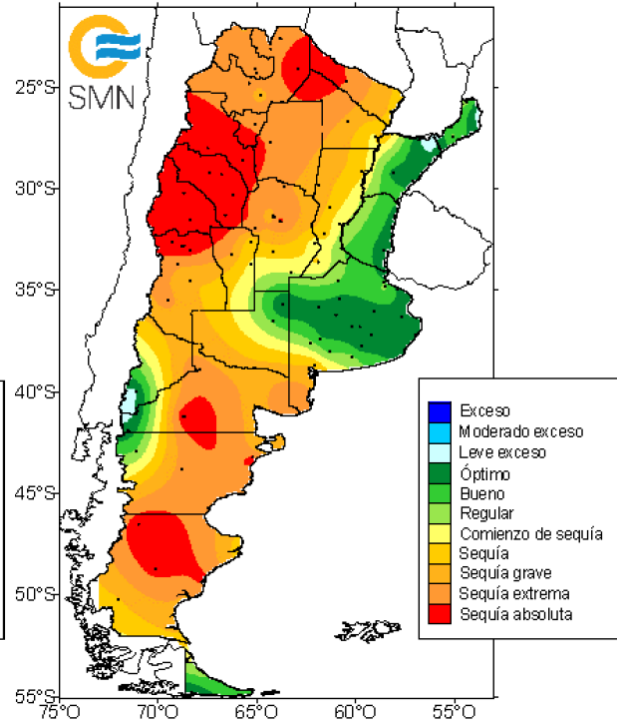 SMN
25°S
30°S
35°S
40°S
45°S
50°S
55°S
75°O
70°O
65°O
60°O
55°O
Exceso
Moderado exceso
Leve exceso
Óptimo
Bueno
Regular
Comienzo de sequía
Sequía
Sequía grave
Sequía extrema
Sequía absoluta